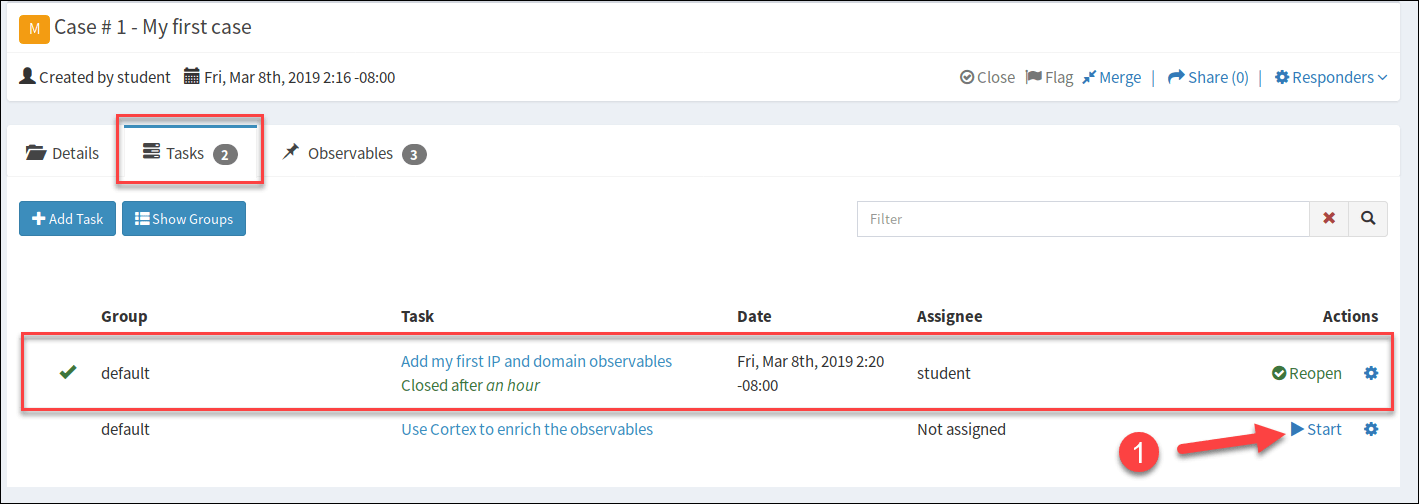 M Case # 1 - My first case
Created by student Fri, Mar 8th, 2019 2:16 -08:00 Close Flag Merge | Share (0) | Responders
Details Tasks 2 Observables 3
Add Task Show Groups Filter
Group Task Date Assignee Actions
default Add my first IP and domain observables Fri, Mar 8th, 2019 2:20 student Reopen
Closed after an hour -08:00
default Use Cortex to enrich the observables Not assigned Start
1